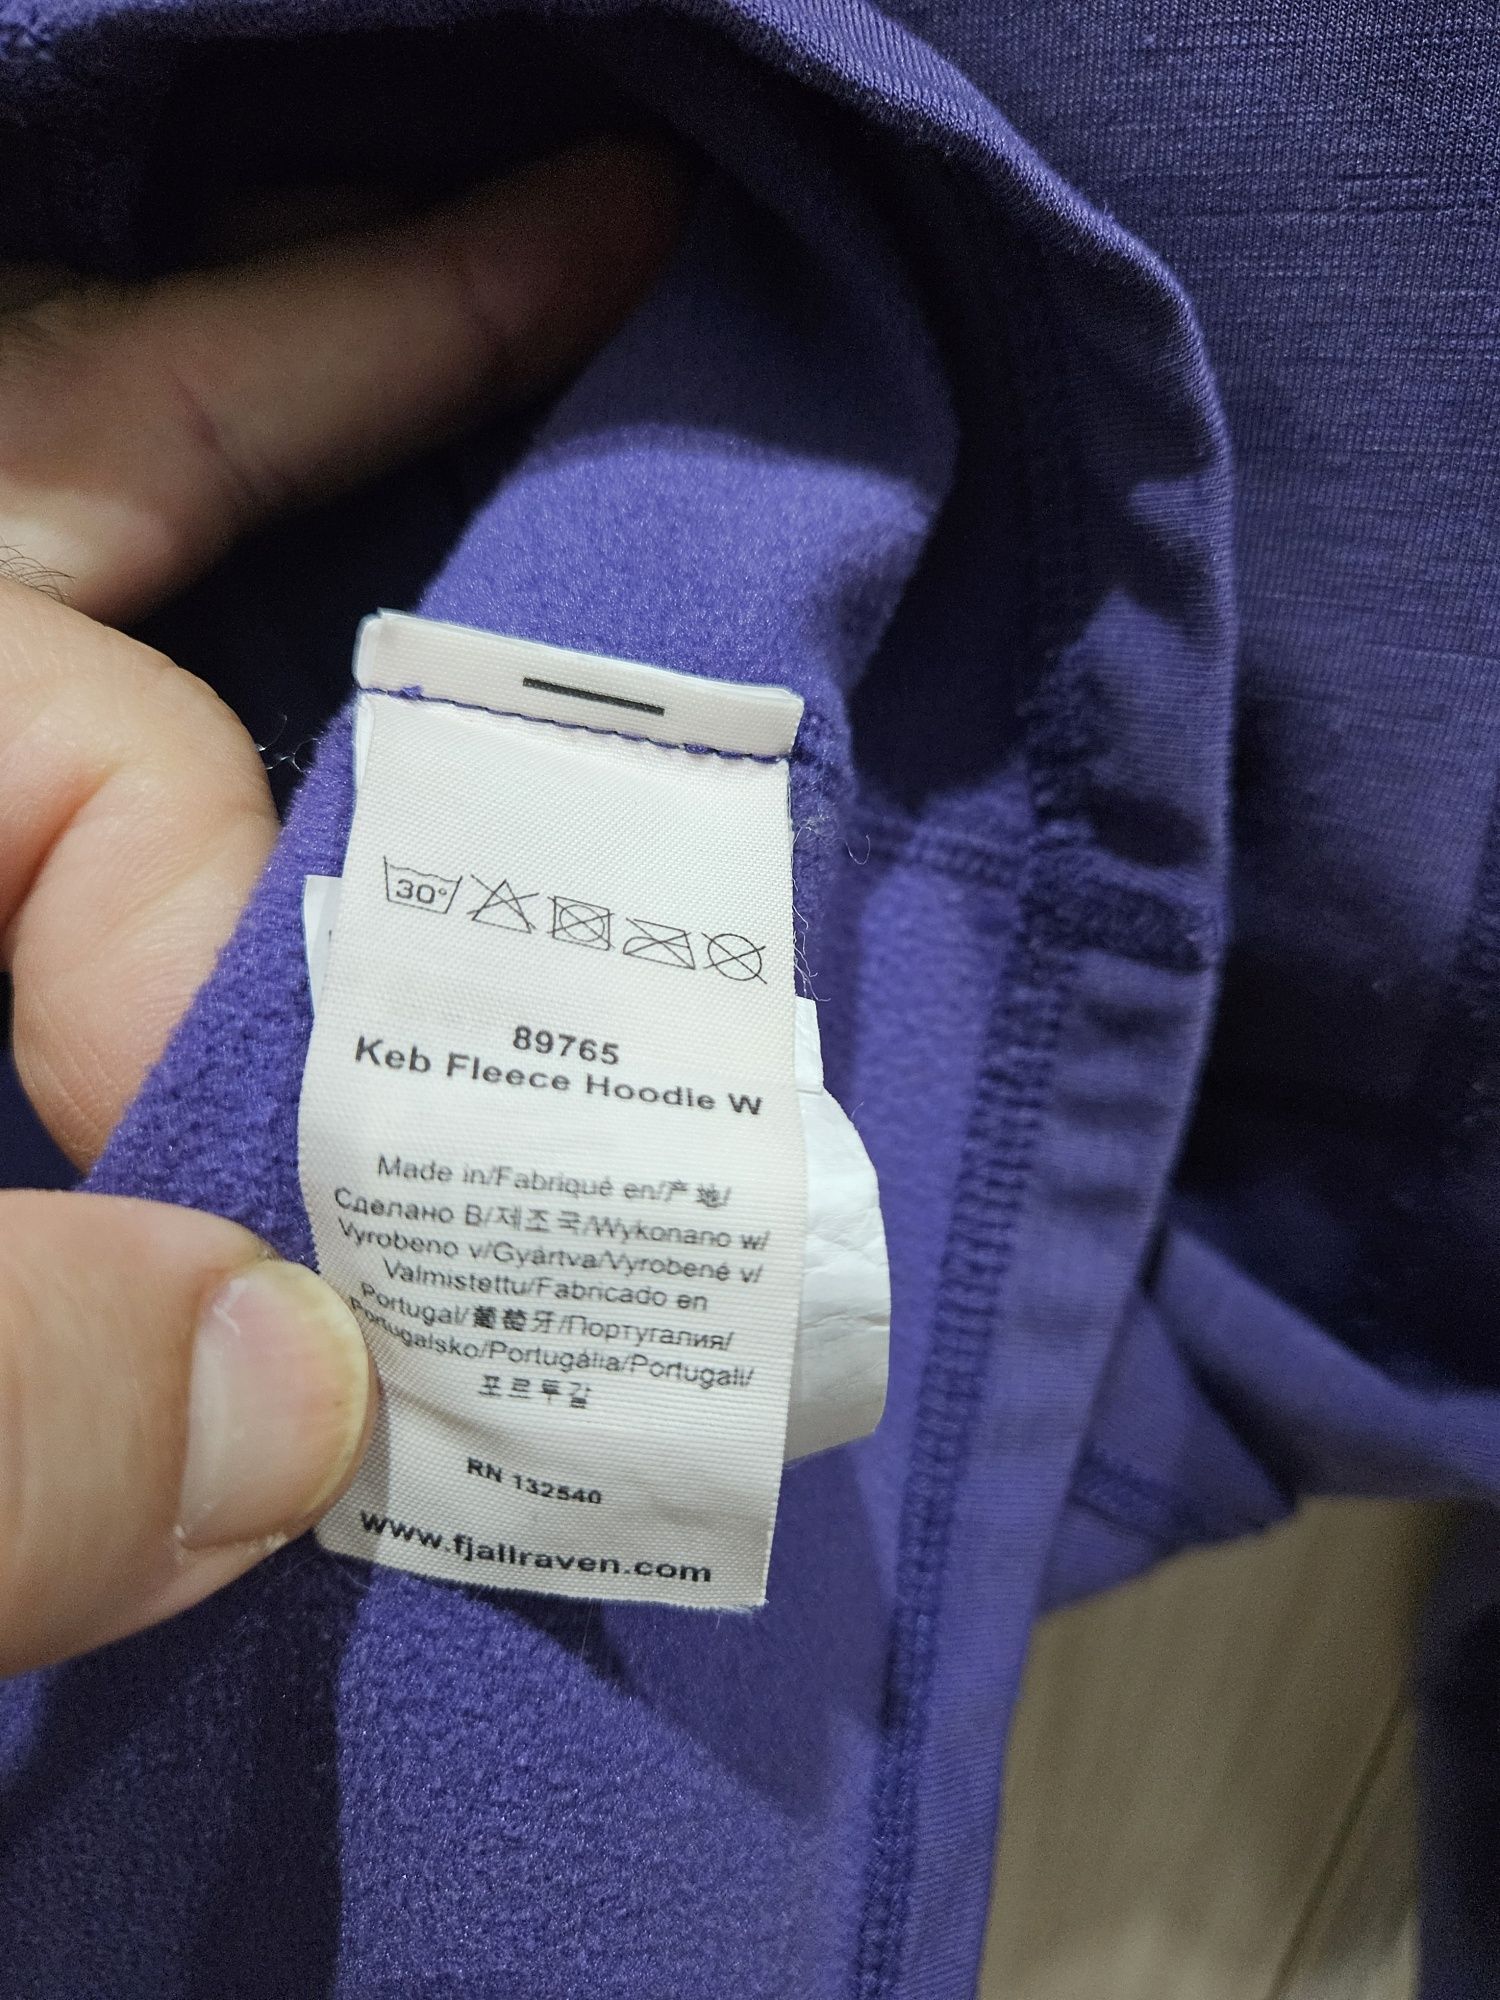 30°
89765
Keb Fleece Hoodie W
Made in/Fabriqué en/产 地/
Сделано В/제조국/Wykonano w/
Vyrobeno v/Gyártva/Vyrobené v/
Valmistettu/Fabricado en
Portugal/葡萄牙/Португалия/
Portugalsko/Portugália/Portugali/
포르투갈
RN 132540
www.fjallraven.com